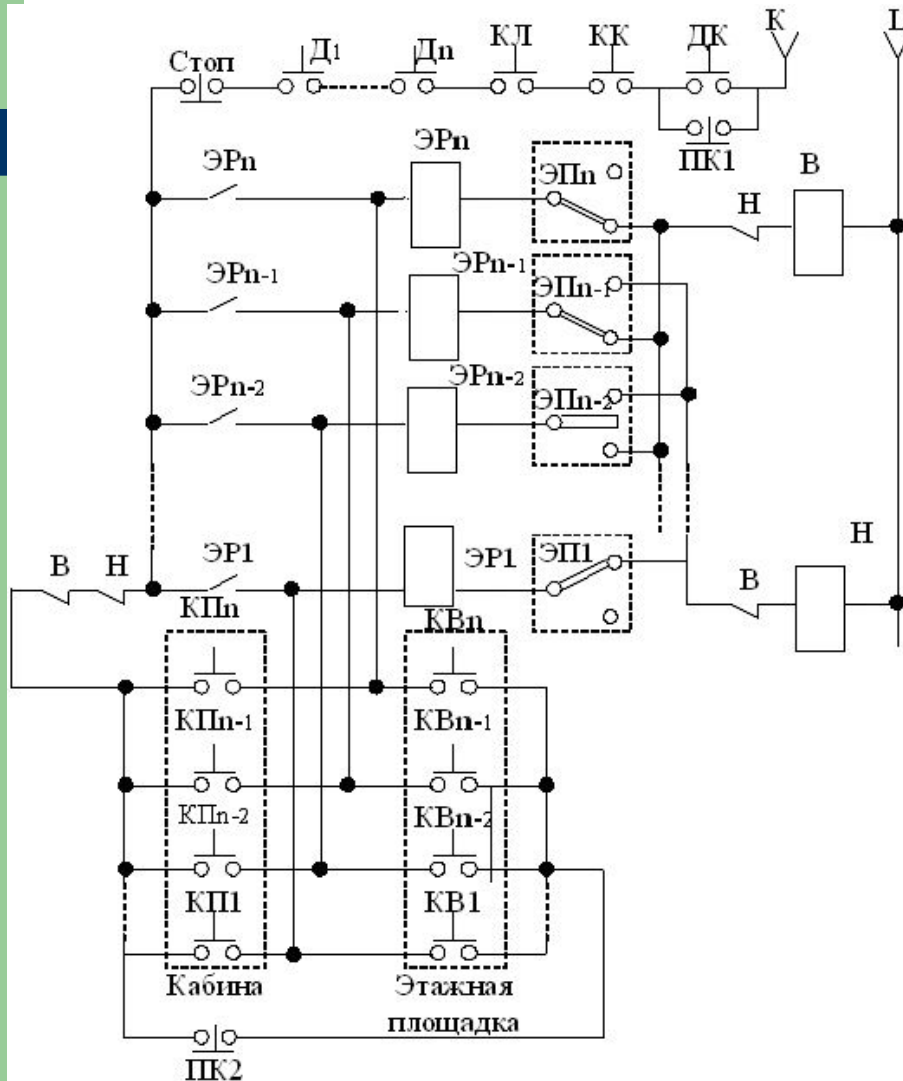 Стоп Д1 Дn КЛ КК ДК К L
ПК1
ЭРn ЭРn ЭПn Н В
ЭРn-1 ЭРn-1 ЭПn-1
ЭРn-2 ЭРn-2 ЭПn-2
В Н ЭР1 ЭР1 ЭП1 В Н
КПn КВn
КПn-1 КВn-1
КПn-2 КВn-2
КП1 КВ1
Кабина Этажная
площадка
ПК2